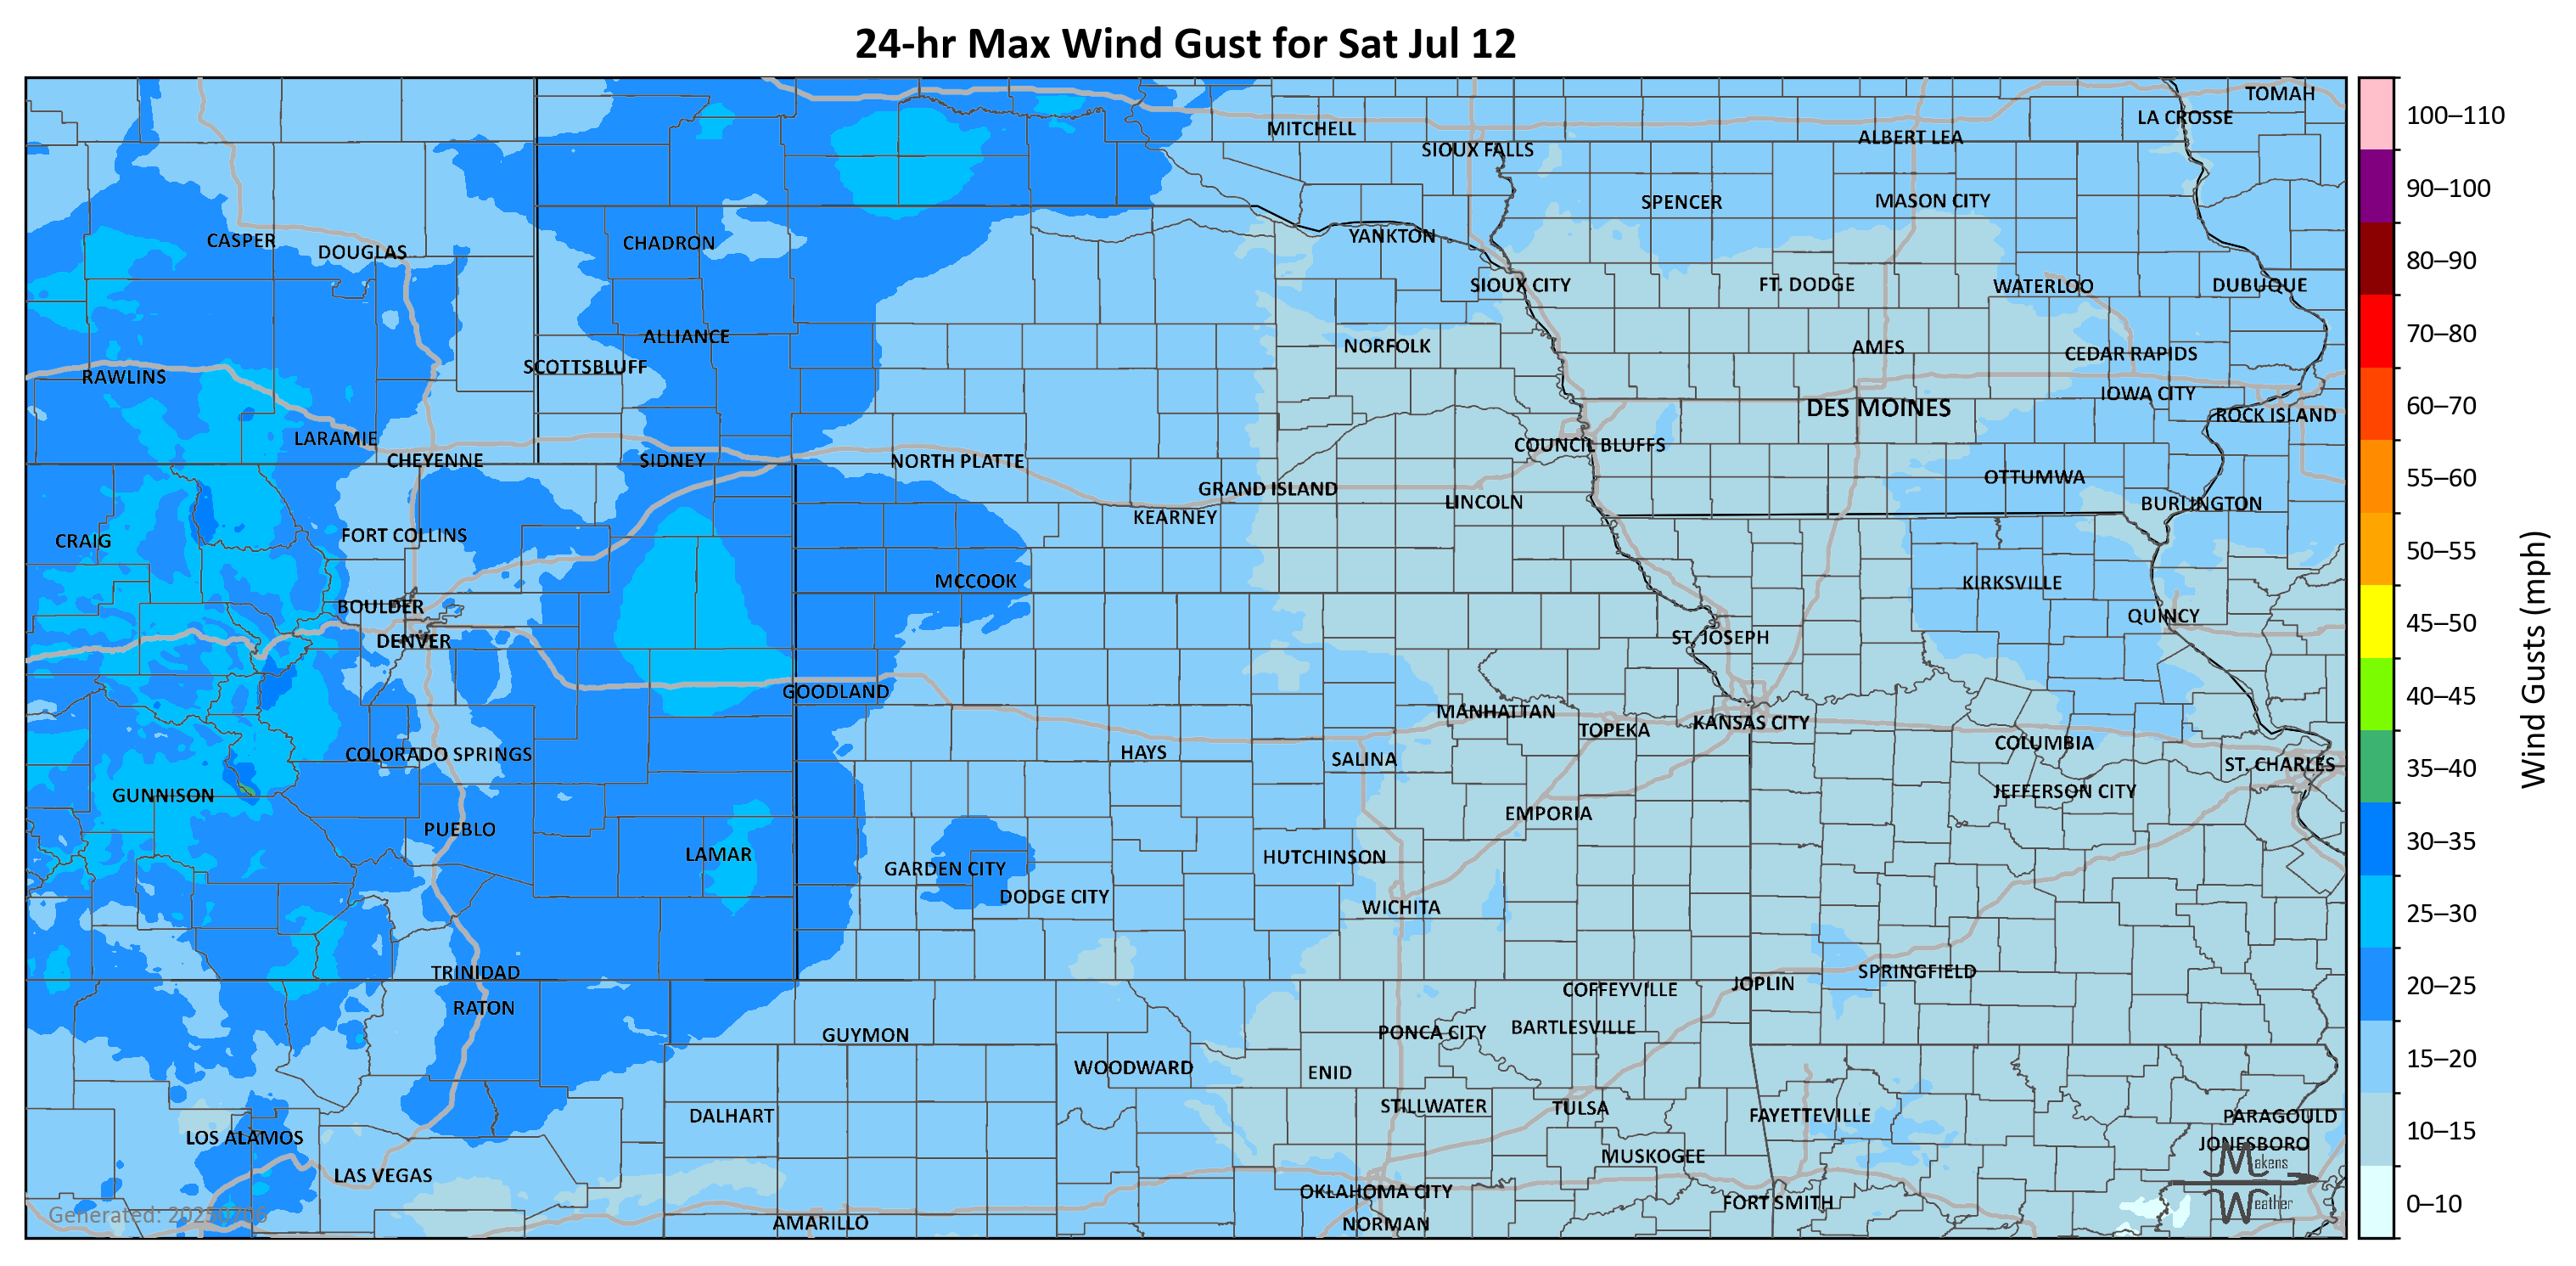 24-hr Max Wind Gust for Sat Jul 12
TOMAH
LA CROSSE
MITCHELL
ALBERT LEA
SIOUX FALLS
SPENCER
MASON CITY
CASPER
DOUGLAS
CHADRON
YANKTON
SIOUX CITY
FT. DODGE
WATERLOO
DUBUQUE
ALLIANCE
NORFOLK
AMES
CEDAR RAPIDS
SCOTTSBLUFF
RAWLINS
IOWA CITY
DES MOINES
ROCK ISLAND
LARAMIE
COUNCIL BLUFFS
CHEYENNE
SIDNEY
NORTH PLATTE
OTTUMWA
GRAND ISLAND
LINCOLN
BURLINGTON
KEARNEY
CRAIG
FORT COLLINS
MCCOOK
KIRKSVILLE
BOULDER
QUINCY
DENVER
ST. JOSEPH
GOODLAND
MANHATTAN
TOPEKA
KANSAS CITY
COLORADO SPRINGS
HAYS
SALINA
COLUMBIA
ST. CHARLES
GUNNISON
JEFFERSON CITY
EMPORIA
PUEBLO
LAMAR
HUTCHINSON
GARDEN CITY
DODGE CITY
WICHITA
TRINIDAD
SPRINGFIELD
JOPLIN
COFFEYVILLE
RATON
GUYMON
PONCA CITY
BARTLESVILLE
WOODWARD
ENID
DALHART
STILLWATER
TULSA
FAYETTEVILLE
PARAGOULD
LOS ALAMOS
JONESBORO
MUSKOGEE
LAS VEGAS
OKLAHOMA CITY
FORT SMITH
AMARILLO
NORMAN
Generated: 20250706
Makens
Weather
100–110
90–100
80–90
70–80
60–70
55–60
50–55
45–50
40–45
35–40
30–35
25–30
20–25
15–20
10–15
0–10
Wind Gusts (mph)